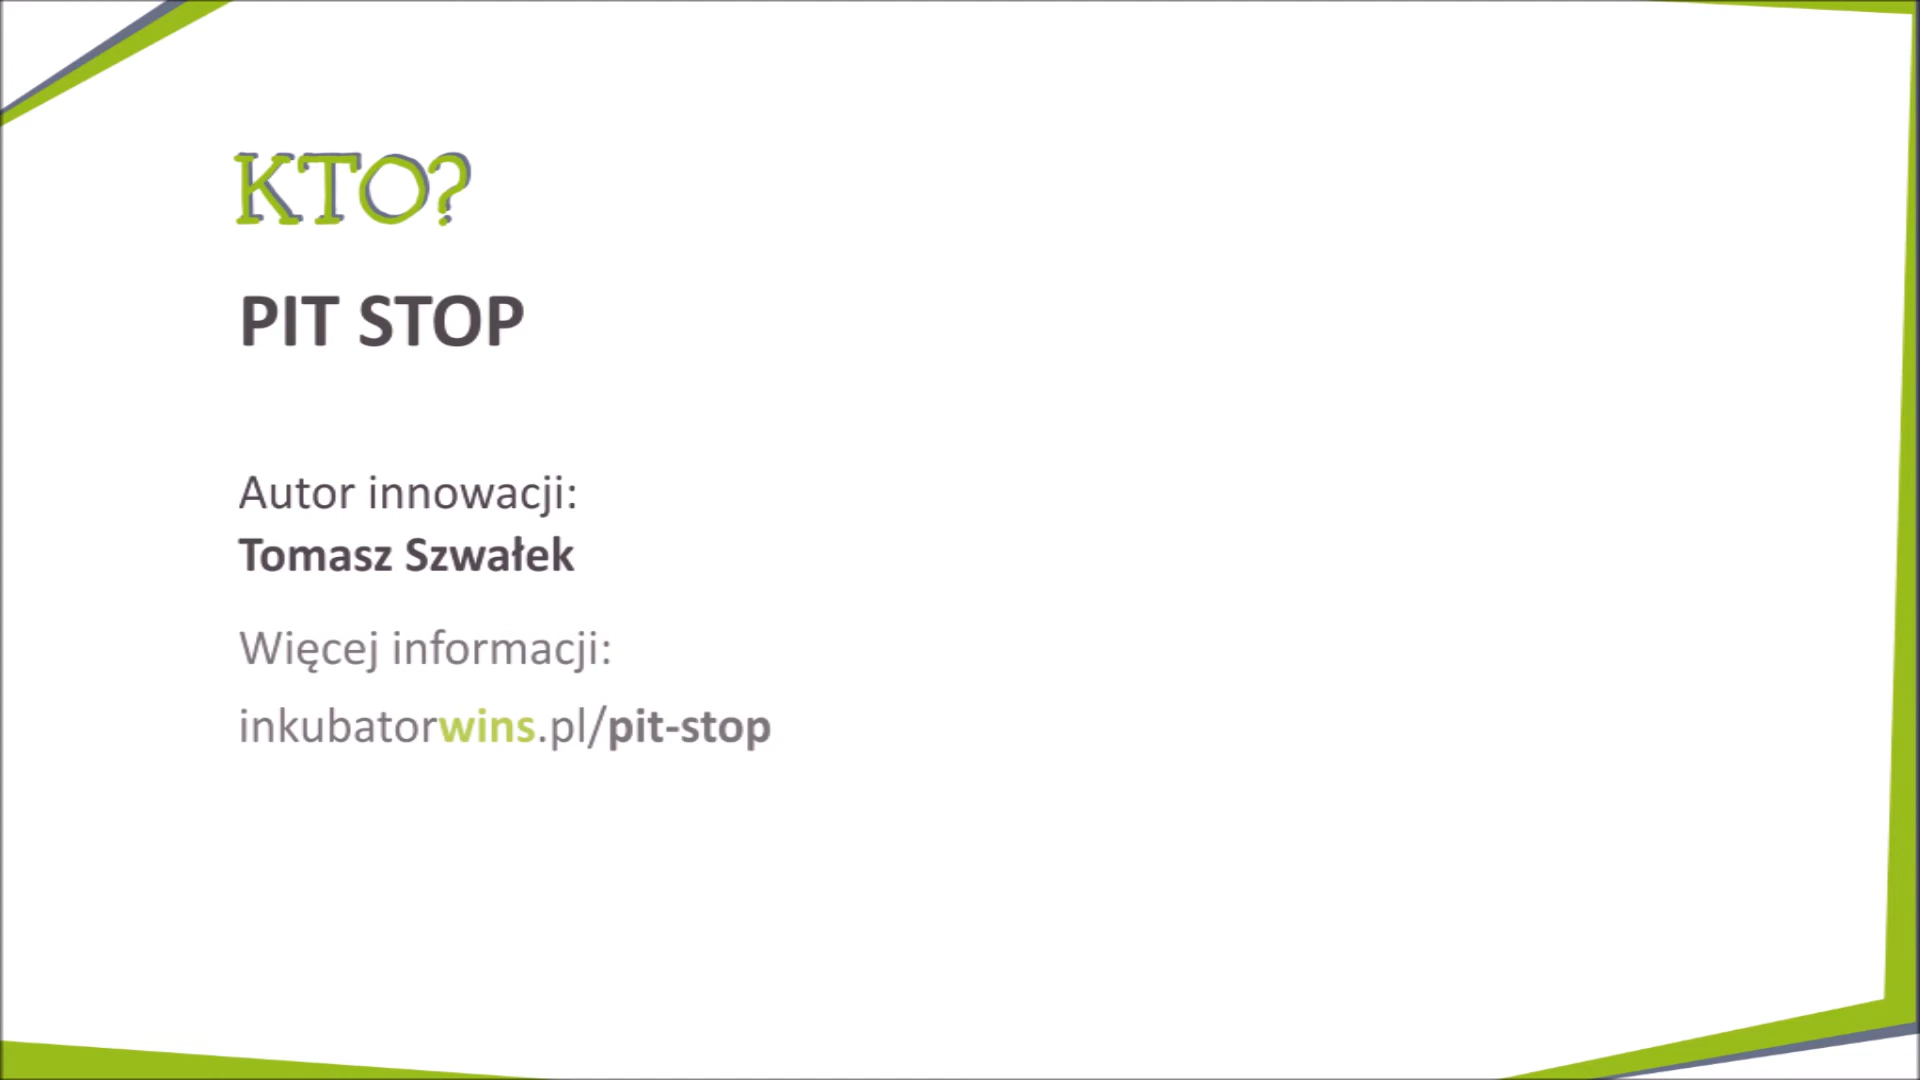 KTO?
PIT STOP
Autor innowacji:
Tomasz Szwałek
Więcej informacji:
inkubatorwins.pl/pit-stop